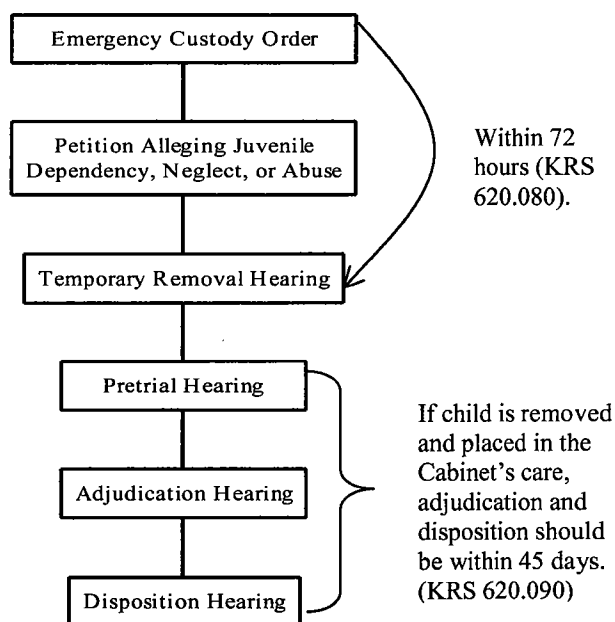 Emergency Custody Order
Petition Alleging Juvenile
Dependency, Neglect, or Abuse
Within 72
hours (KRS
620.080).
Temporary Removal Hearing
Pretrial Hearing
Adjudication Hearing
Disposition Hearing
If child is removed
and placed in the
Cabinet's care,
adjudication and
disposition should
be within 45 days.
(KRS 620.090)